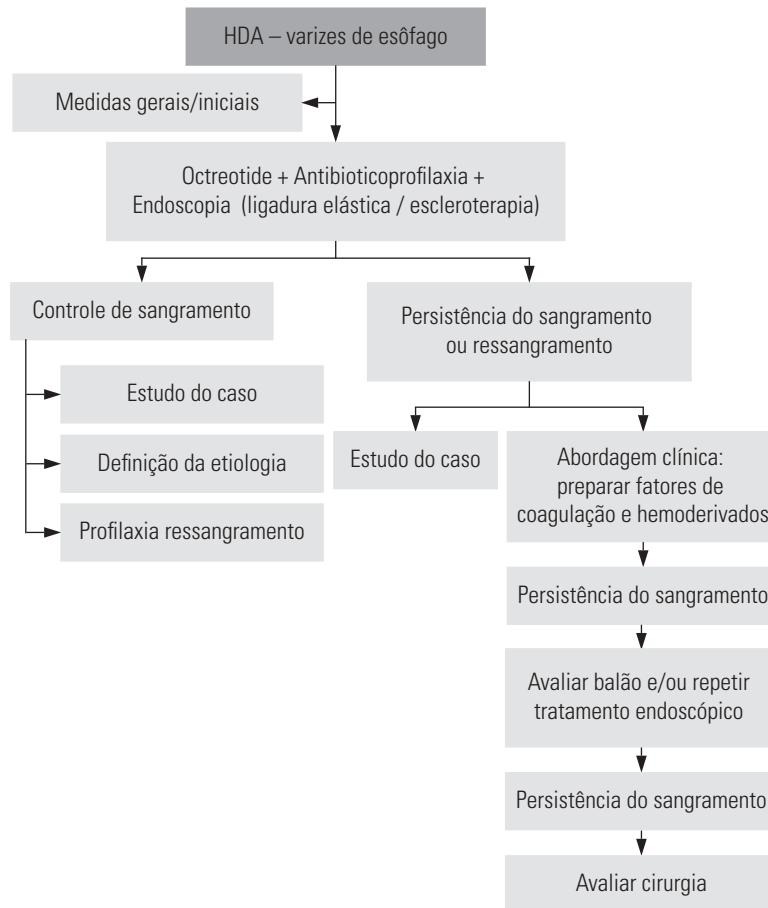 HDA – varizes de esôfago
Medidas gerais/iniciais
Octreotide + Antibioticoprofilaxia +
Endoscopia (ligadura elástica / escleroterapia)
Controle de sangramento
Estudo do caso
Definição da etiologia
Profilaxia ressangramento
Persistência do sangramento
ou ressangramento
Estudo do caso
Abordagem clínica:
preparar fatores de
coagulação e hemoderivados
Persistência do sangramento
Avaliar balão e/ou repetir
tratamento endoscópico
Persistência do sangramento
Avaliar cirurgia